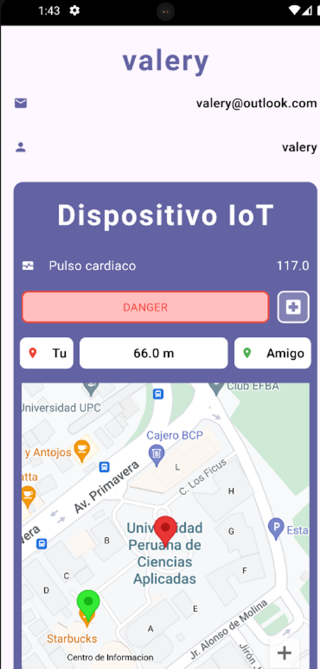 1:43
valery
valery@outlook.com
valery
Dispositivo IoT
Pulso cardiaco 117.0
DANGER
Tu 66.0 m Amigo
Club EFBA
Universidad UPC
Cajero BCP
y Antojos
L
C. Los Ficus
atta
Av. Primavera
H
vera
Universidad
Peruana de
Ciencias
Aplicadas
G
P Esta
B
F
C
D
E
A
Starbucks
Jr. Alonso de Molina
Jirón
Centro de Informacion
+